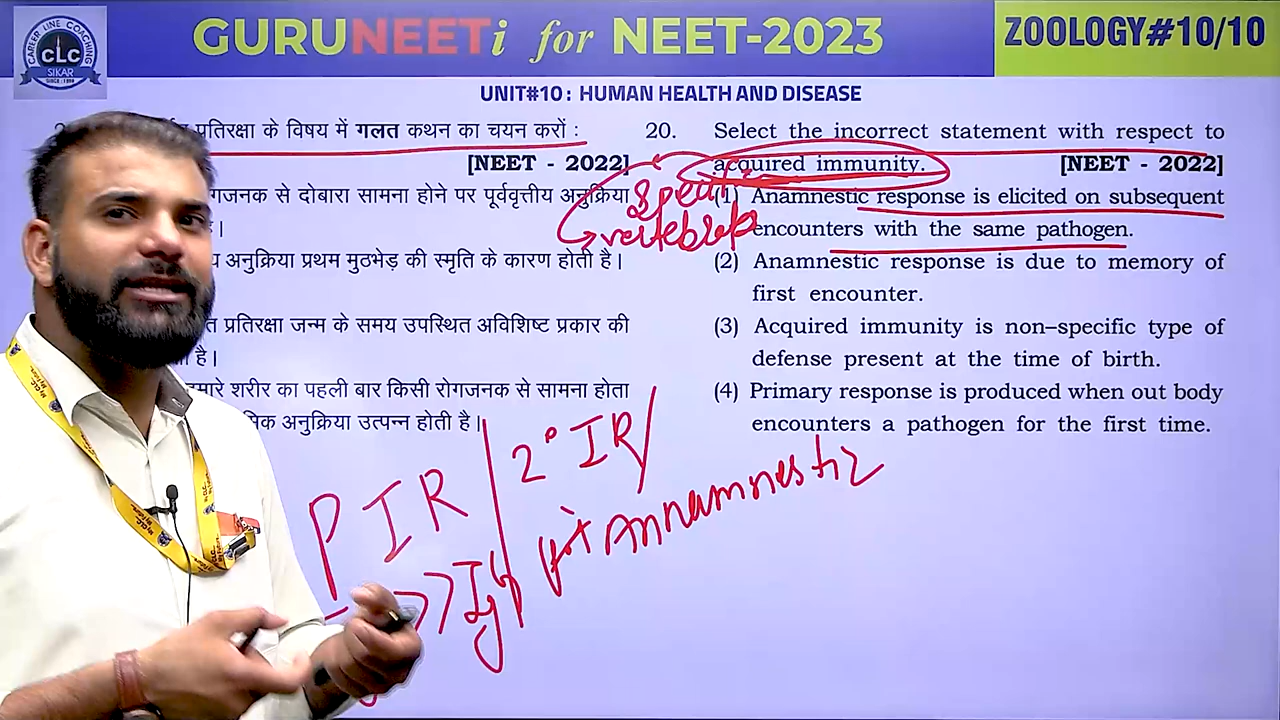 CAREER LINE COACHING
CLC
SIKAR
SINCE : 1996
GURUNEETi for NEET-2023
ZOOLOGY#10/10
UNIT#10 : HUMAN HEALTH AND DISEASE
प्रतिरक्षा के विषय में गलत कथन का चयन करों :
[NEET - 2022]
गजनक से दोबारा सामना होने पर पूर्ववृत्तीय अनुक्रिया
है।
अनुक्रिया प्रथम मुठभेड़ की स्मृति के कारण होती है।
प्रतिरक्षा जन्म के समय उपस्थित अविशिष्ट प्रकार की
है।
मारे शरीर का पहली बार किसी रोगजनक से सामना होता
मिक अनुक्रिया उत्पन्न होती है।
20. Select the incorrect statement with respect to
acquired immunity. [NEET - 2022]
(1) Anamnestic response is elicited on subsequent
encounters with the same pathogen.
(2) Anamnestic response is due to memory of
first encounter.
(3) Acquired immunity is non–specific type of
defense present at the time of birth.
(4) Primary response is produced when out body
encounters a pathogen for the first time.
PIR / 2° IR /
Annamnestic